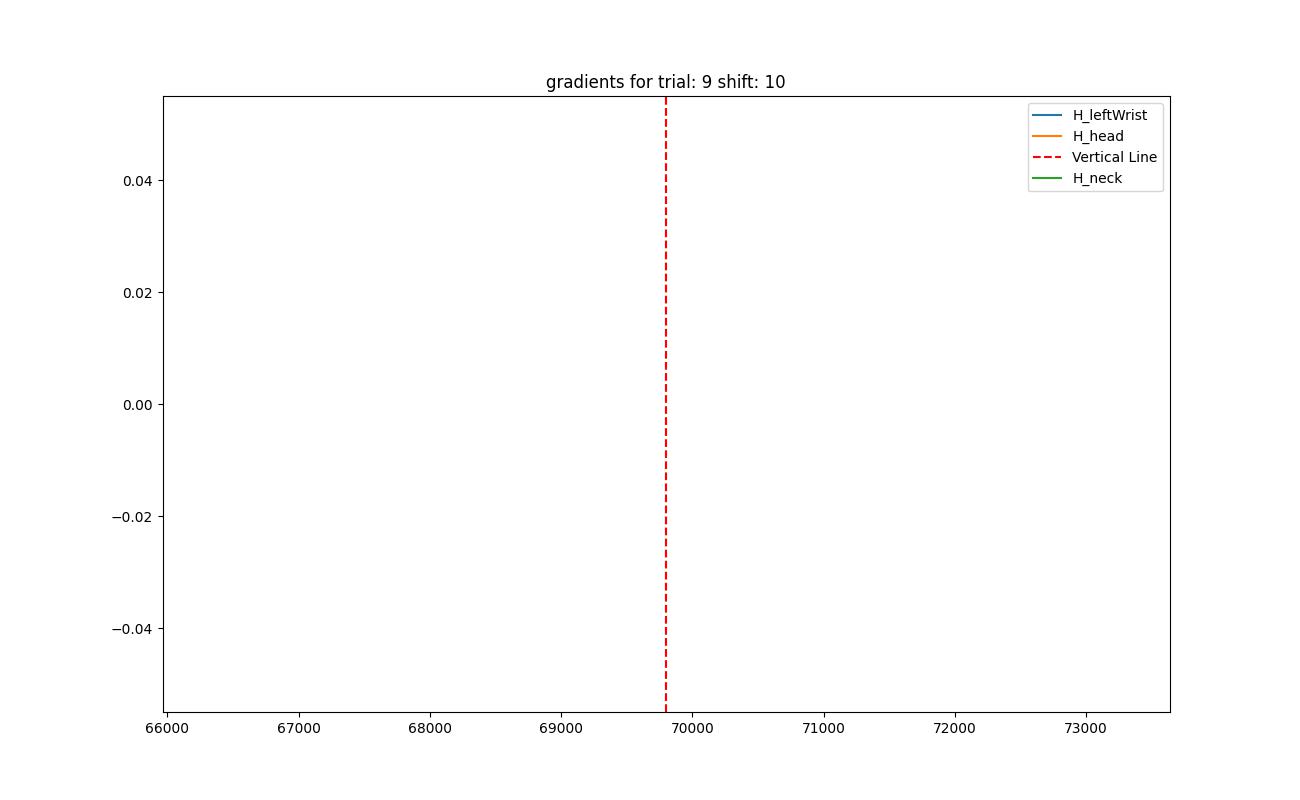 gradients for trial: 9 shift: 10
H_leftWrist
H_head
Vertical Line
H_neck
0.04
0.02
0.00
−0.02
−0.04
66000 67000 68000 69000 70000 71000 72000 73000